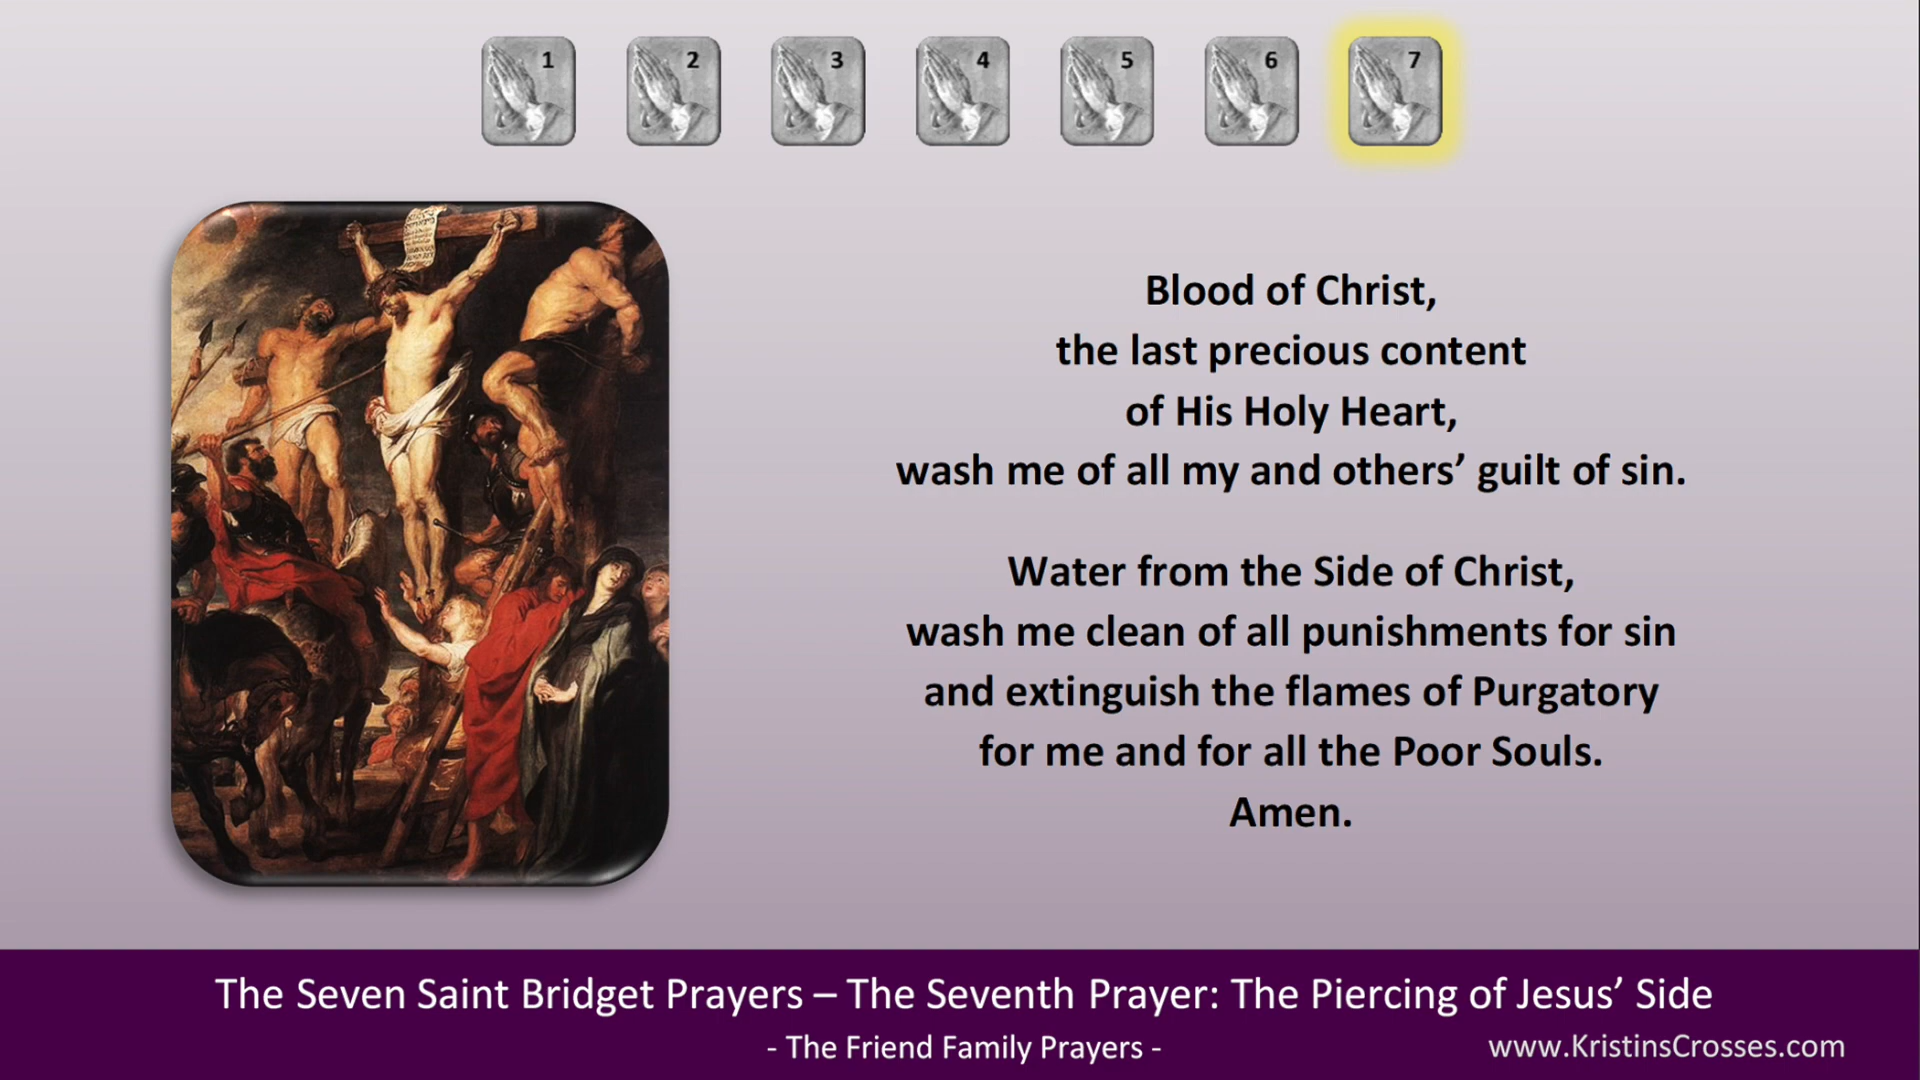 1 2 3 4 5 6 7
Blood of Christ,
the last precious content
of His Holy Heart,
wash me of all my and others’ guilt of sin.
Water from the Side of Christ,
wash me clean of all punishments for sin
and extinguish the flames of Purgatory
for me and for all the Poor Souls.
Amen.
The Seven Saint Bridget Prayers – The Seventh Prayer: The Piercing of Jesus’ Side
- The Friend Family Prayers -
www.KristinsCrosses.com